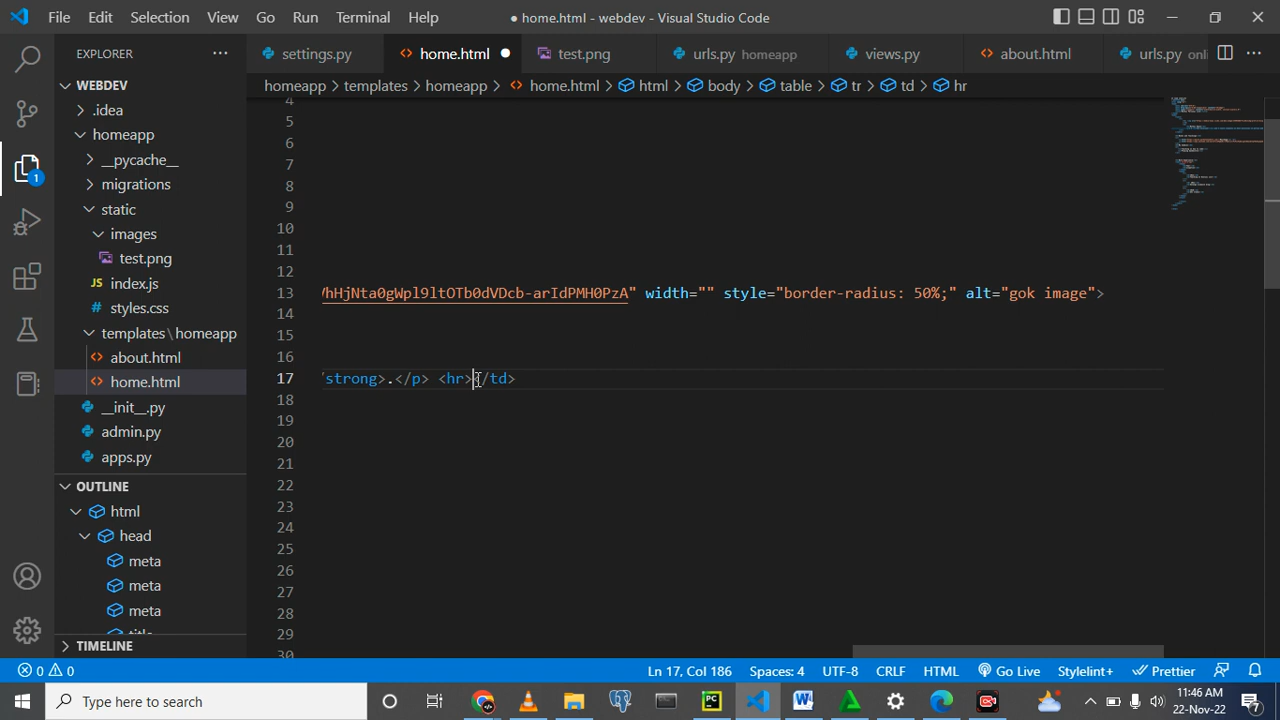 File Edit Selection View Go Run Terminal Help ● home.html - webdev - Visual Studio Code
EXPLORER ··· settings.py home.html ● test.png urls.py homeapp views.py about.html urls.py onli ···
WEBDEV homeapp > templates > homeapp > home.html > html > body > table > tr > td > hr
.idea
homeapp
__pycache__
migrations
static
images
test.png
index.js
styles.css
templates\homeapp
about.html
home.html
__init__.py
admin.py
apps.py
OUTLINE
html
head
meta
meta
meta
title
TIMELINE
1
4
5
6
7
8
9
10
11
12
13 /hHjNta0gWpl9ltOTb0dVDcb-arIdPMH0PzA" width="" style="border-radius: 50%;" alt="gok image">
14
15
16
17 /strong>.</p> <hr></td>
18
19
20
21
22
23
24
25
26
27
28
29
30
0 0 Ln 17, Col 186 Spaces: 4 UTF-8 CRLF HTML Go Live Stylelint+ Prettier
Type here to search 11:46 AM
22-Nov-22 7